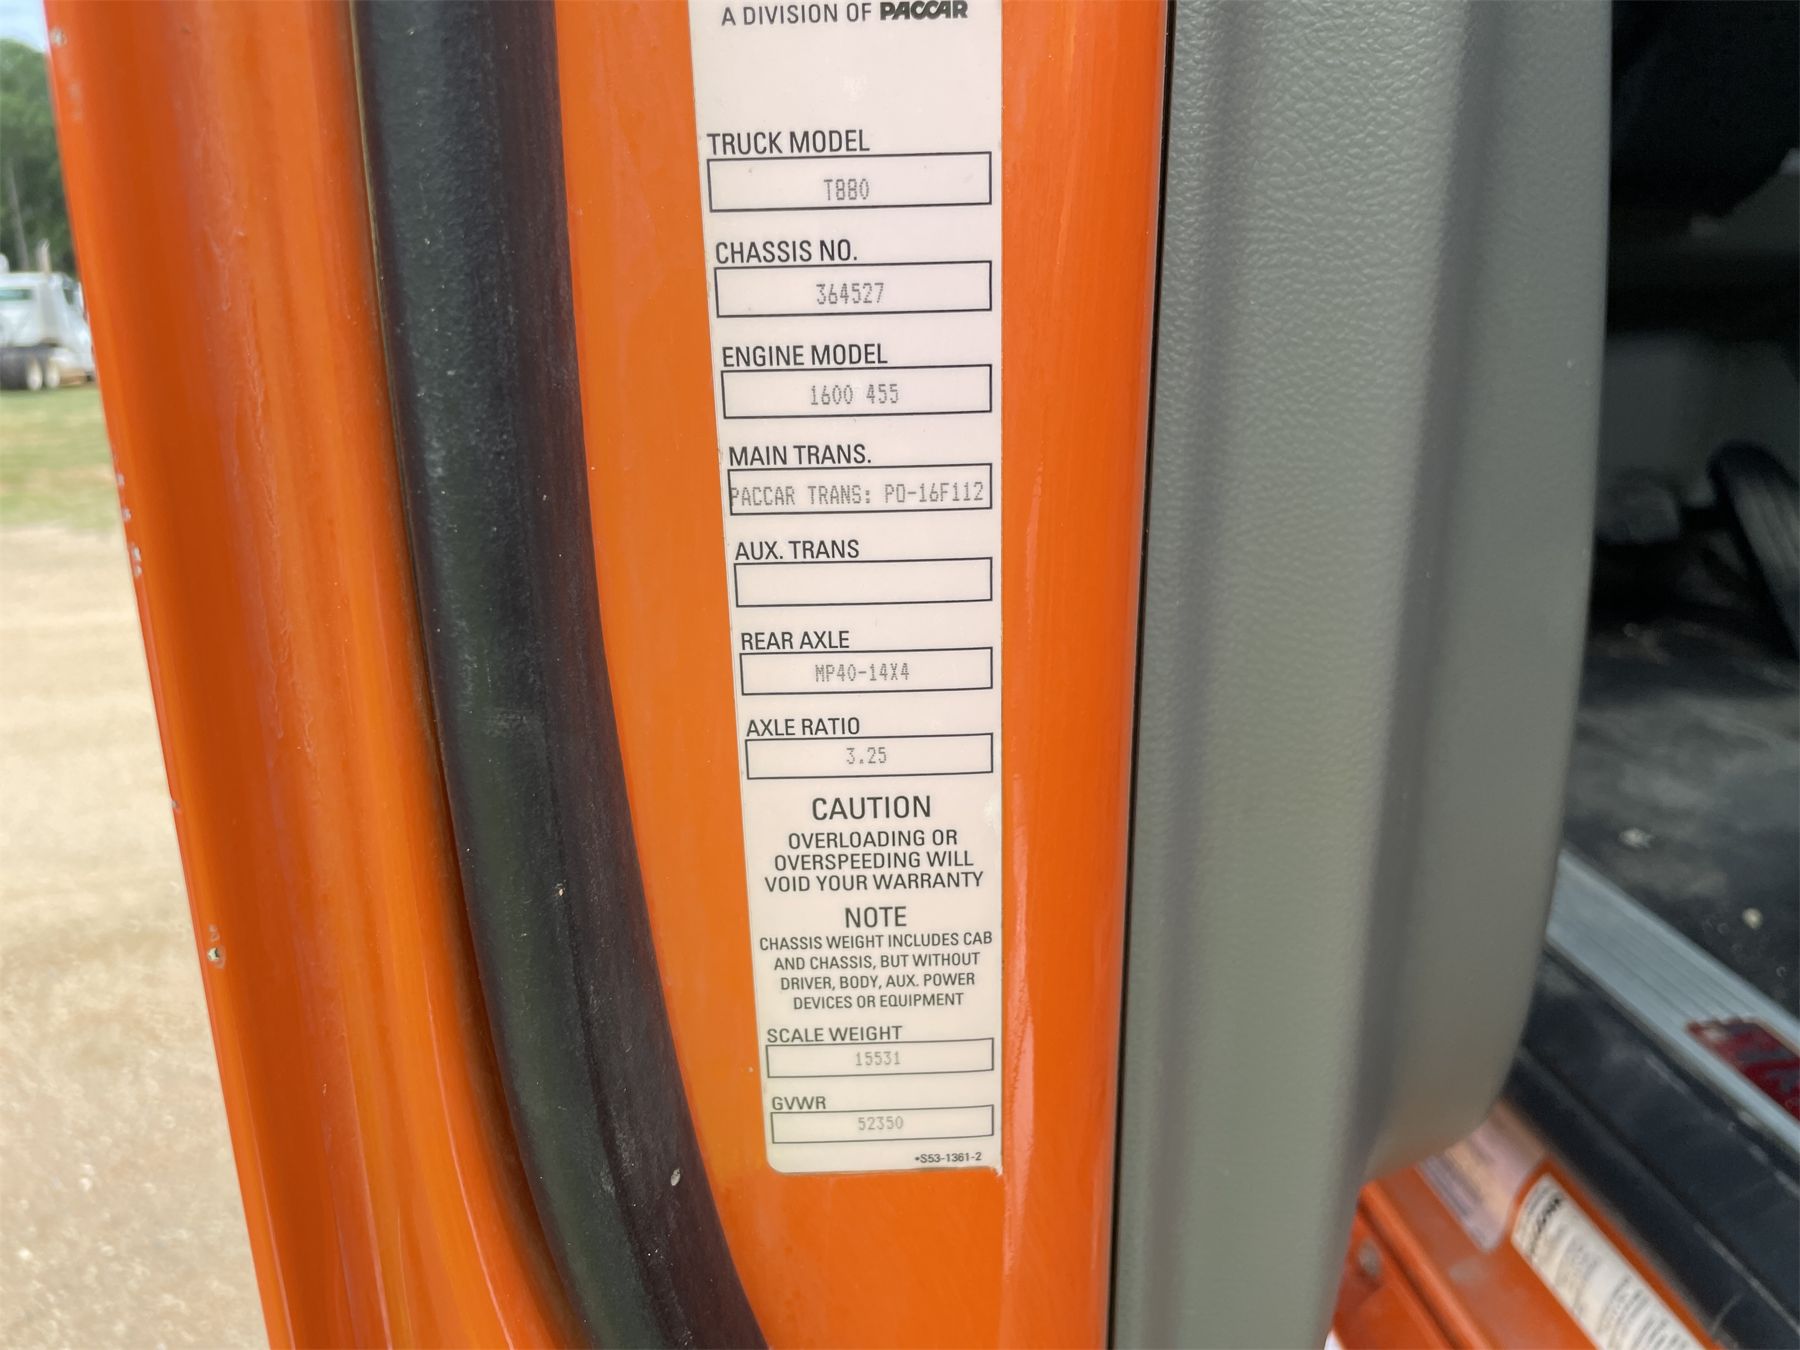 A DIVISION OF PACCAR
TRUCK MODEL
T880
CHASSIS NO.
364527
ENGINE MODEL
1600 455
MAIN TRANS.
PACCAR TRANS: PO-16F112
AUX. TRANS
REAR AXLE
MP40-14X4
AXLE RATIO
3.25
CAUTION
OVERLOADING OR
OVERSPEEDING WILL
VOID YOUR WARRANTY
NOTE
CHASSIS WEIGHT INCLUDES CAB
AND CHASSIS, BUT WITHOUT
DRIVER, BODY, AUX. POWER
DEVICES OR EQUIPMENT
SCALE WEIGHT
15531
GVWR
52350
*S53-1361-2